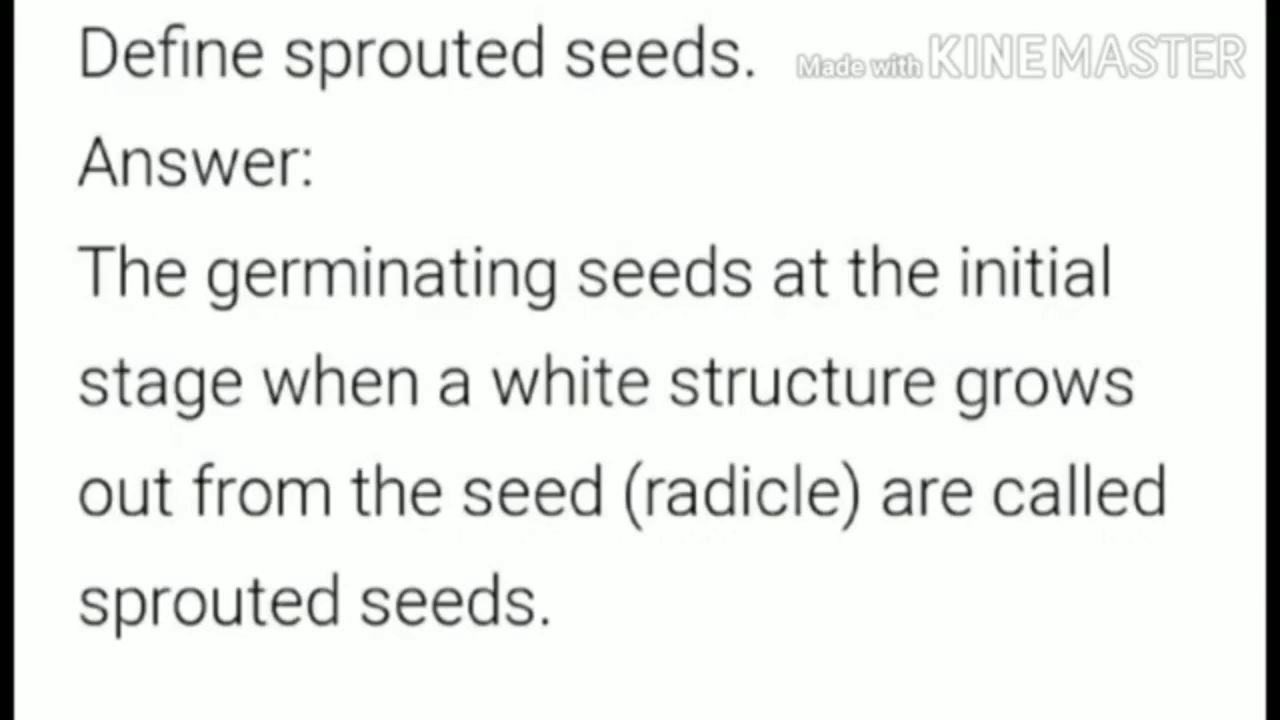 Define sprouted seeds. Made with KINEMASTER
Answer:
The germinating seeds at the initial
stage when a white structure grows
out from the seed (radicle) are called
sprouted seeds.